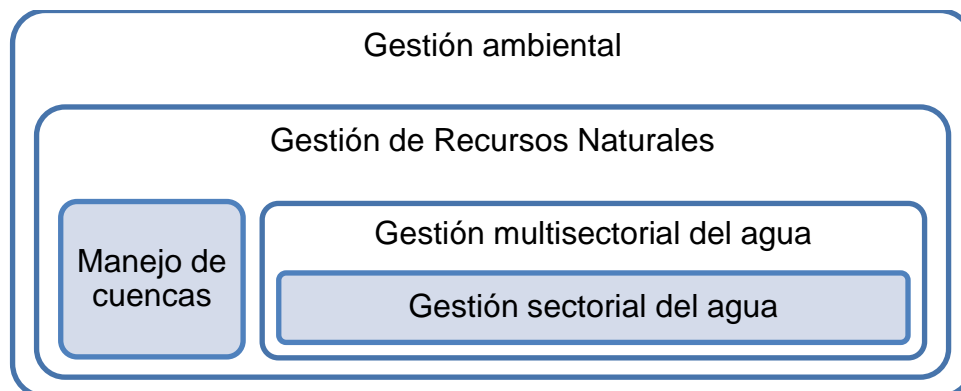 Gestión ambiental
Gestión de Recursos Naturales
Manejo de
cuencas
Gestión multisectorial del agua
Gestión sectorial del agua